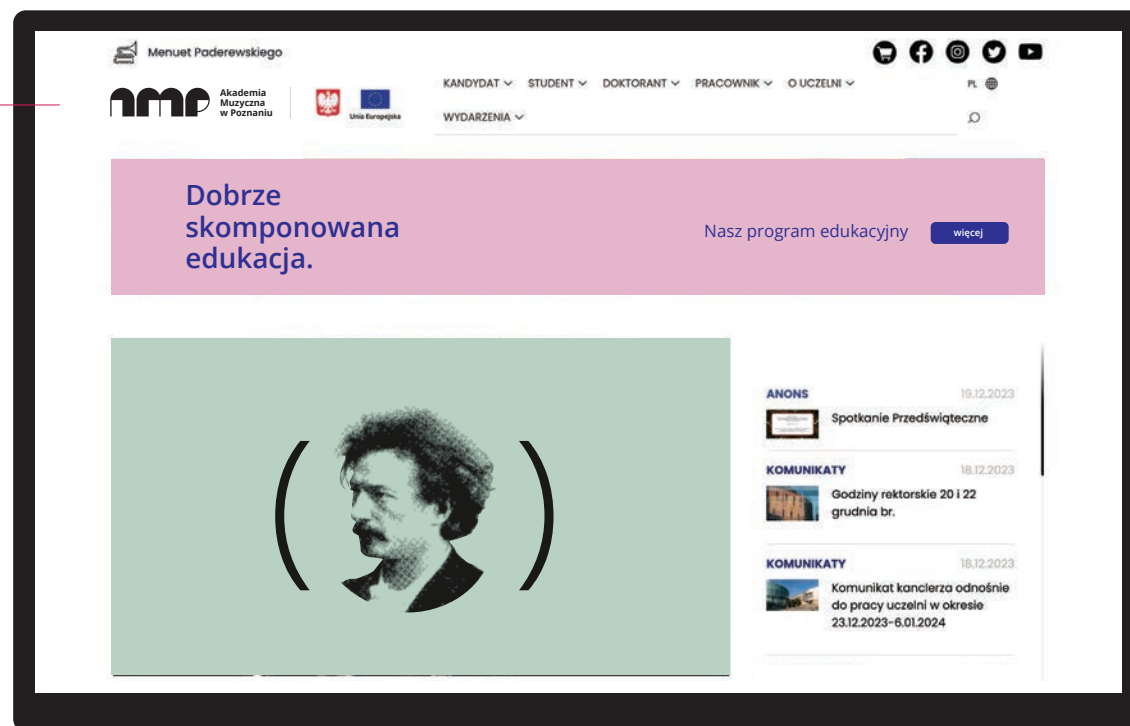 Menuet Paderewskiego
KANDYDAT STUDENT DOKTORANT PRACOWNIK O UCZELNI PL
amp Akademia
Muzyczna
w Poznaniu
Unia Europejska
WYDARZENIA
Dobrze
skomponowana
edukacja.
Nasz program edukacyjny więcej
ANONS 19.12.2023
Spotkanie Przedświąteczne
KOMUNIKATY 18.12.2023
Godziny rektorskie 20 i 22
grudnia br.
KOMUNIKATY 18.12.2023
Komunikat kanclerza odnośnie
do pracy uczelni w okresie
23.12.2023-6.01.2024
( )